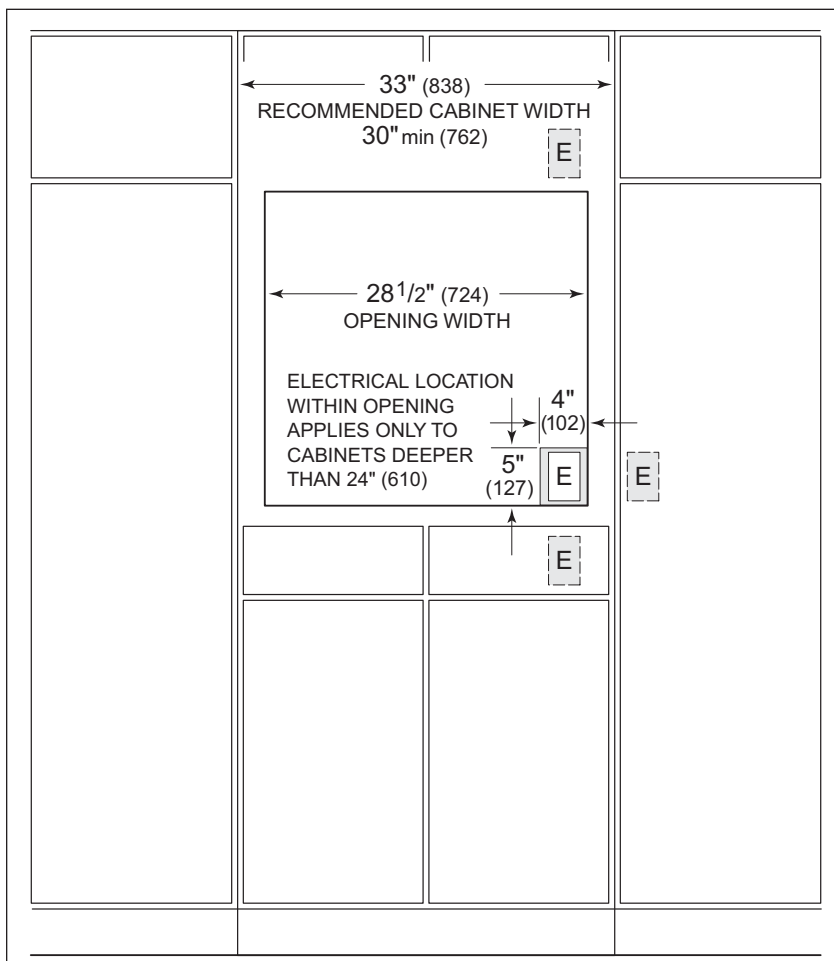 33" (838)
RECOMMENDED CABINET WIDTH
30" min (762)
E
28 1/2" (724)
OPENING WIDTH
ELECTRICAL LOCATION
WITHIN OPENING
APPLIES ONLY TO
CABINETS DEEPER
THAN 24" (610)
4"
(102)
5"
(127)
E
E
E